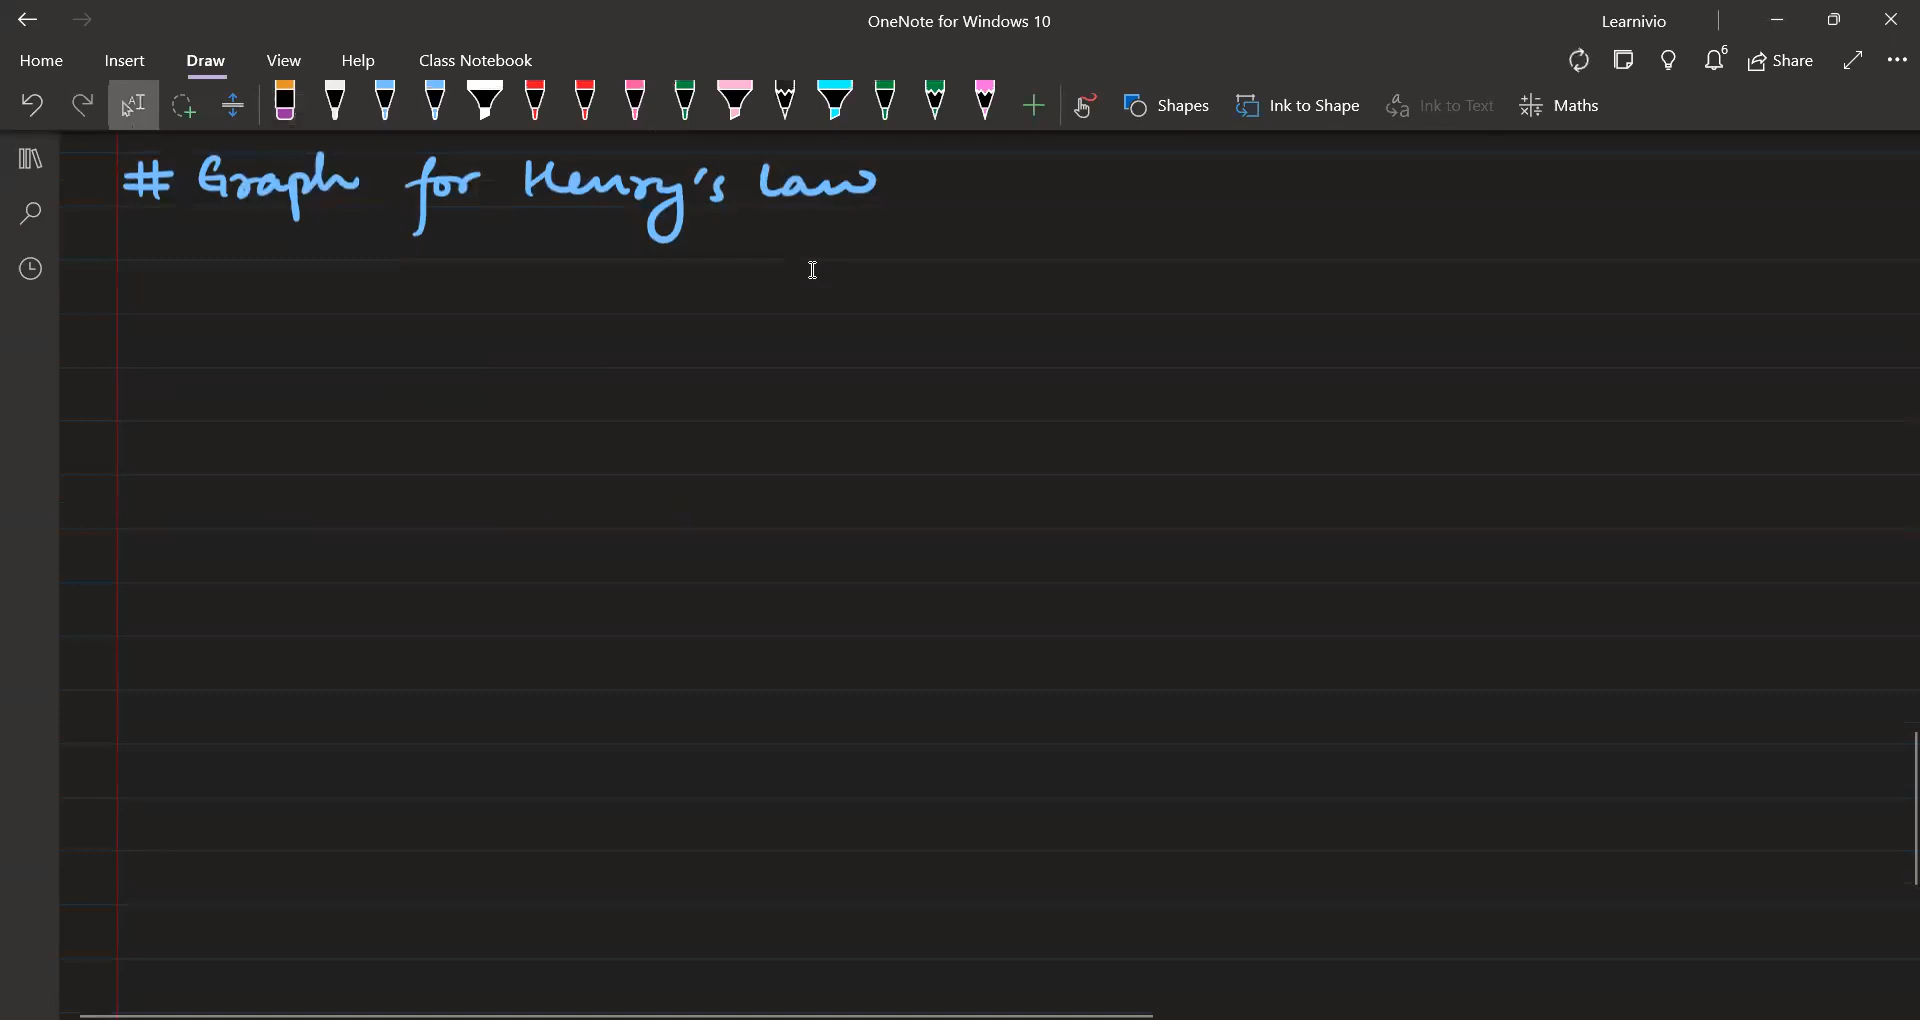 OneNote for Windows 10
Learnivio
Home Insert Draw View Help Class Notebook
6
Share
Shapes Ink to Shape Ink to Text Maths
# Graph for Henry's Law